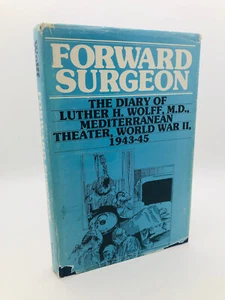 FORWARD
SURGEON
THE DIARY OF
LUTHER H. WOLFF, M.D.,
MEDITERRANEAN
THEATER, WORLD WAR II,
1943-45